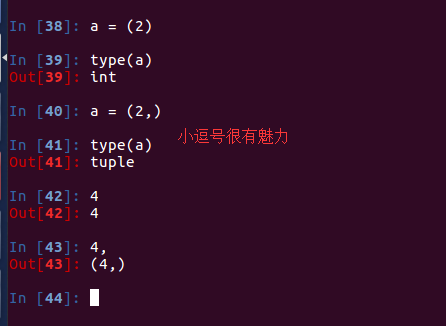 In [38]: a = (2)
In [39]: type(a)
Out[39]: int
In [40]: a = (2,)
In [41]: type(a)
小逗号很有魅力
Out[41]: tuple
In [42]: 4
Out[42]: 4
In [43]: 4,
Out[43]: (4,)
In [44]: